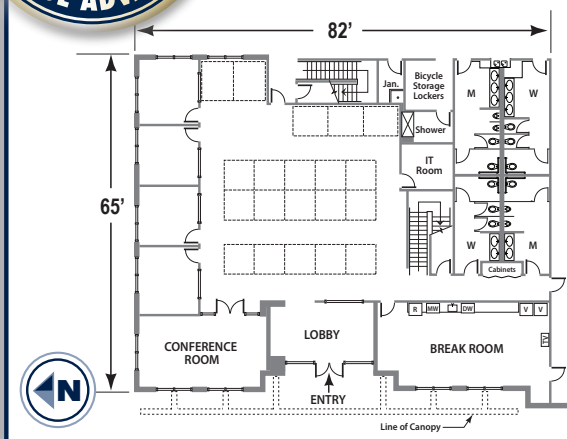 82'
Jan.
Bicycle
Storage
Lockers
M
W
Shower
IT
Room
65'
W
M
Cabinets
R
MW
DW
V
V
TV
CONFERENCE
ROOM
LOBBY
BREAK ROOM
N
ENTRY
Line of Canopy